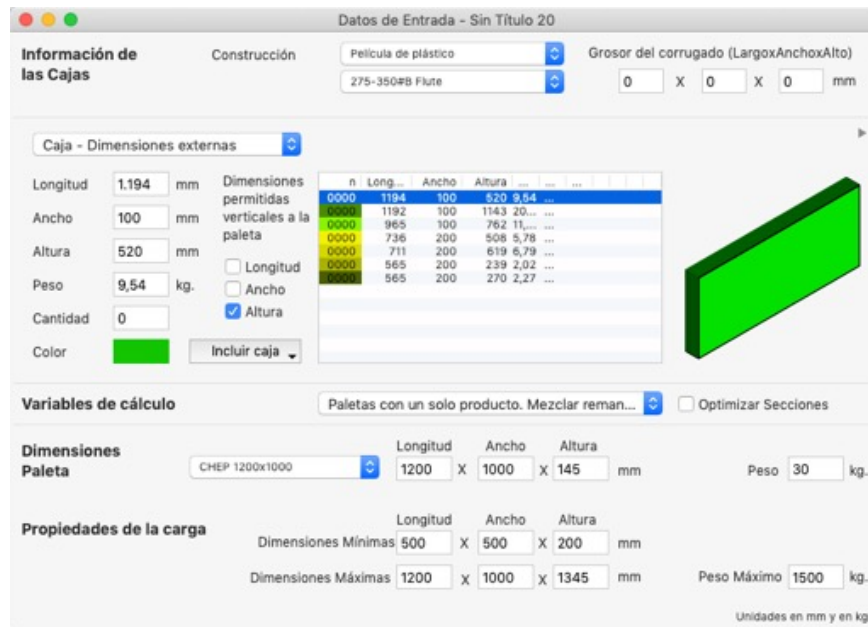 Datos de Entrada - Sin Título 20
Información de las Cajas
Construcción
Película de plástico
275-350#B Flute
Grosor del corrugado (LargoxAnchoxAlto)
0 X 0 X 0 mm
Caja - Dimensiones externas
Longitud 1.194 mm
Ancho 100 mm
Altura 520 mm
Peso 9,54 kg.
Cantidad 0
Color
Dimensiones
permitidas
verticales a la
paleta
Longitud
Ancho
Altura
Incluir caja
n Long... Ancho Altura ... ... ...
0000 1194 100 520 9,54 ...
0000 1192 100 1143 20... ...
0000 965 100 762 11,... ...
0000 736 200 508 5,78 ...
0000 711 200 619 6,79 ...
0000 565 200 239 2,02 ...
0000 565 200 270 2,27 ...
Variables de cálculo
Paletas con un solo producto. Mezclar reman...
Optimizar Secciones
Dimensiones
Paleta
CHEP 1200x1000
Longitud Ancho Altura
1200 X 1000 X 145 mm
Peso 30 kg.
Propiedades de la carga
Longitud Ancho Altura
Dimensiones Mínimas 500 X 500 X 200 mm
Dimensiones Máximas 1200 X 1000 X 1345 mm
Peso Máximo 1500 kg.
Unidades en mm y en kg